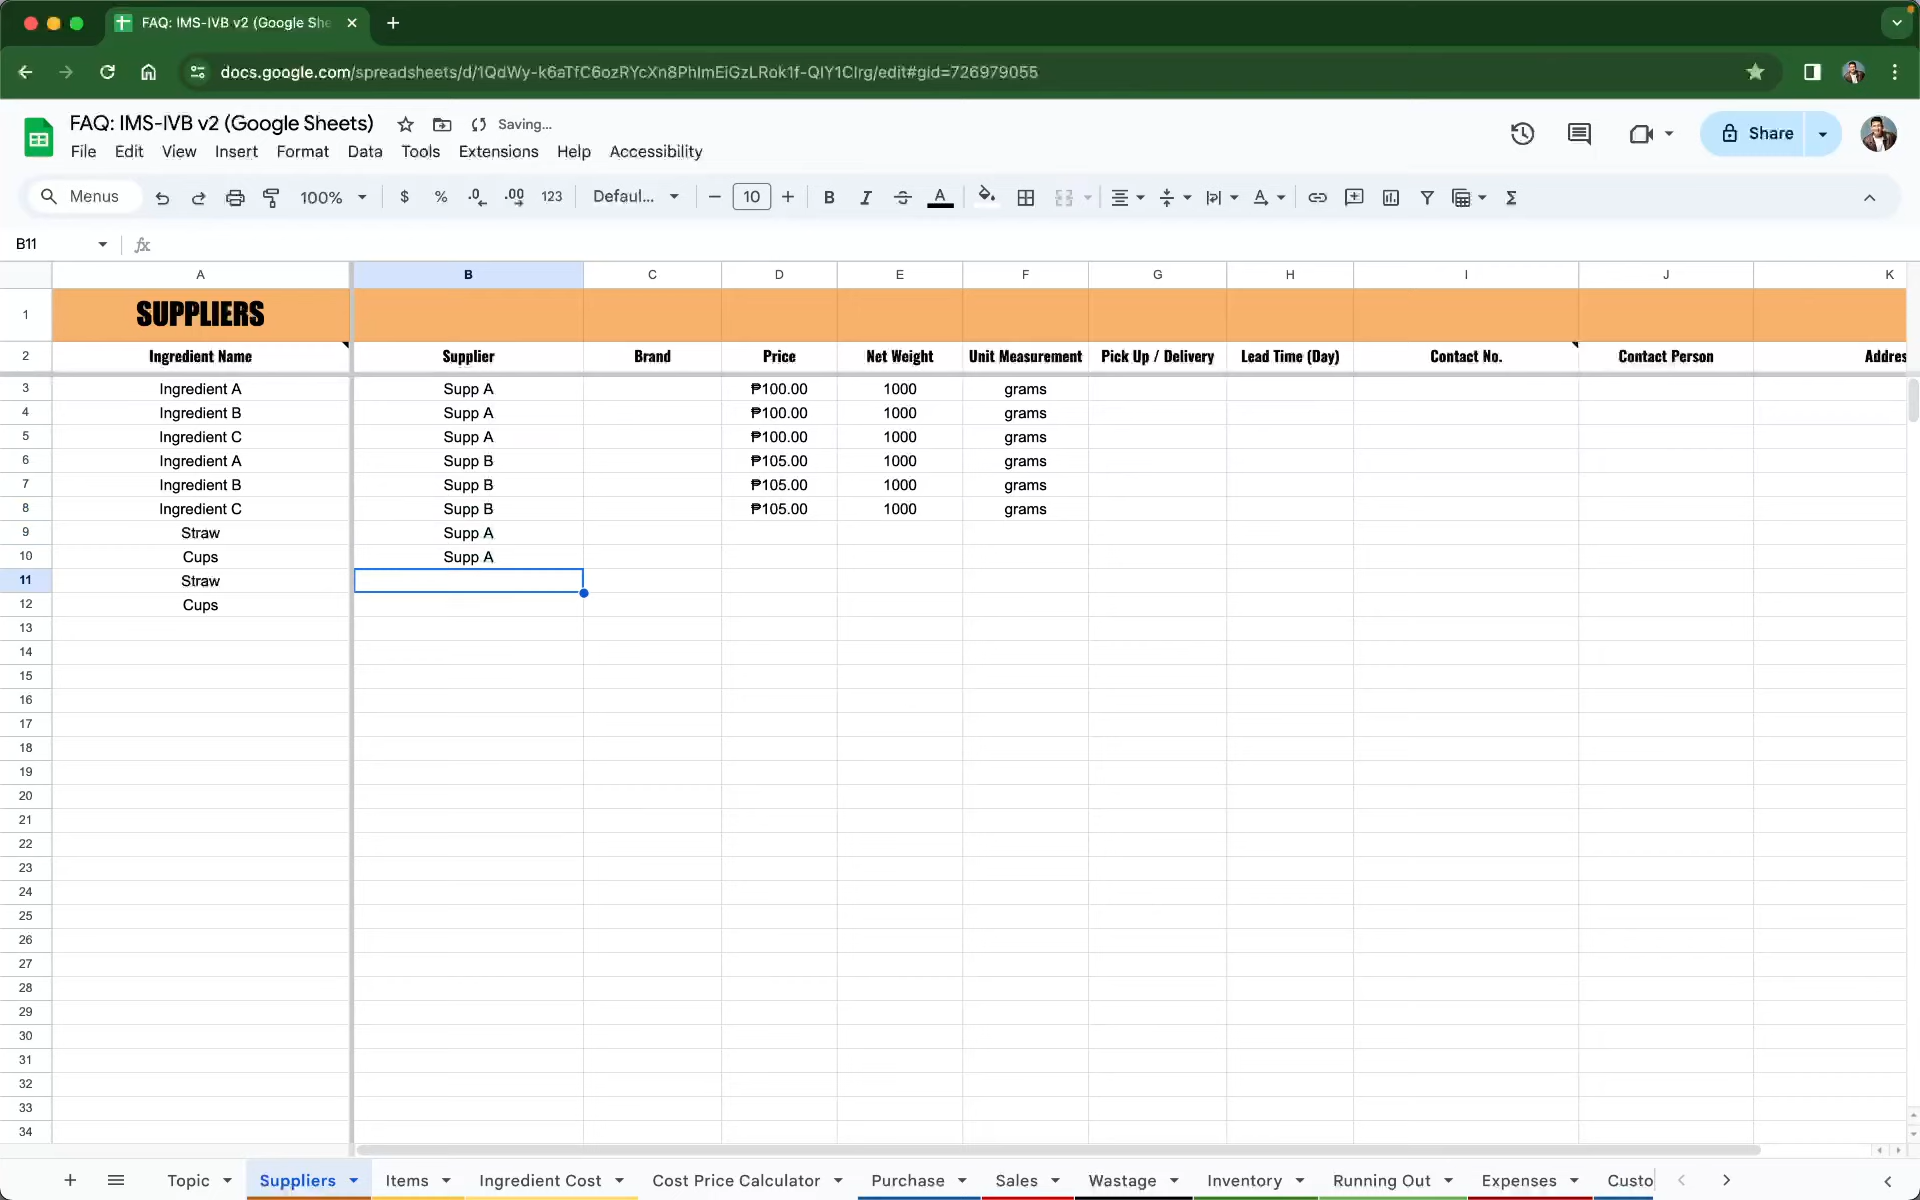 FAQ: IMS-IVB v2 (Google She
docs.google.com/spreadsheets/d/1QdWy-k6aTfC6ozRYcXn8PhImEiGzLRok1f-QIY1CIrg/edit#gid=726979055
FAQ: IMS-IVB v2 (Google Sheets) Saving...
File Edit View Insert Format Data Tools Extensions Help Accessibility
Share
Menus 100% $ % .0 .00 123 Defaul... 10 B I S A
B11 fx
A B C D E F G H I J K
1 SUPPLIERS
2 Ingredient Name Supplier Brand Price Net Weight Unit Measurement Pick Up / Delivery Lead Time (Day) Contact No. Contact Person Addres
3 Ingredient A Supp A ₱100.00 1000 grams
4 Ingredient B Supp A ₱100.00 1000 grams
5 Ingredient C Supp A ₱100.00 1000 grams
6 Ingredient A Supp B ₱105.00 1000 grams
7 Ingredient B Supp B ₱105.00 1000 grams
8 Ingredient C Supp B ₱105.00 1000 grams
9 Straw Supp A
10 Cups Supp A
11 Straw
12 Cups
13
14
15
16
17
18
19
20
21
22
23
24
25
26
27
28
29
30
31
32
33
34
Topic Suppliers Items Ingredient Cost Cost Price Calculator Purchase Sales Wastage Inventory Running Out Expenses Custo